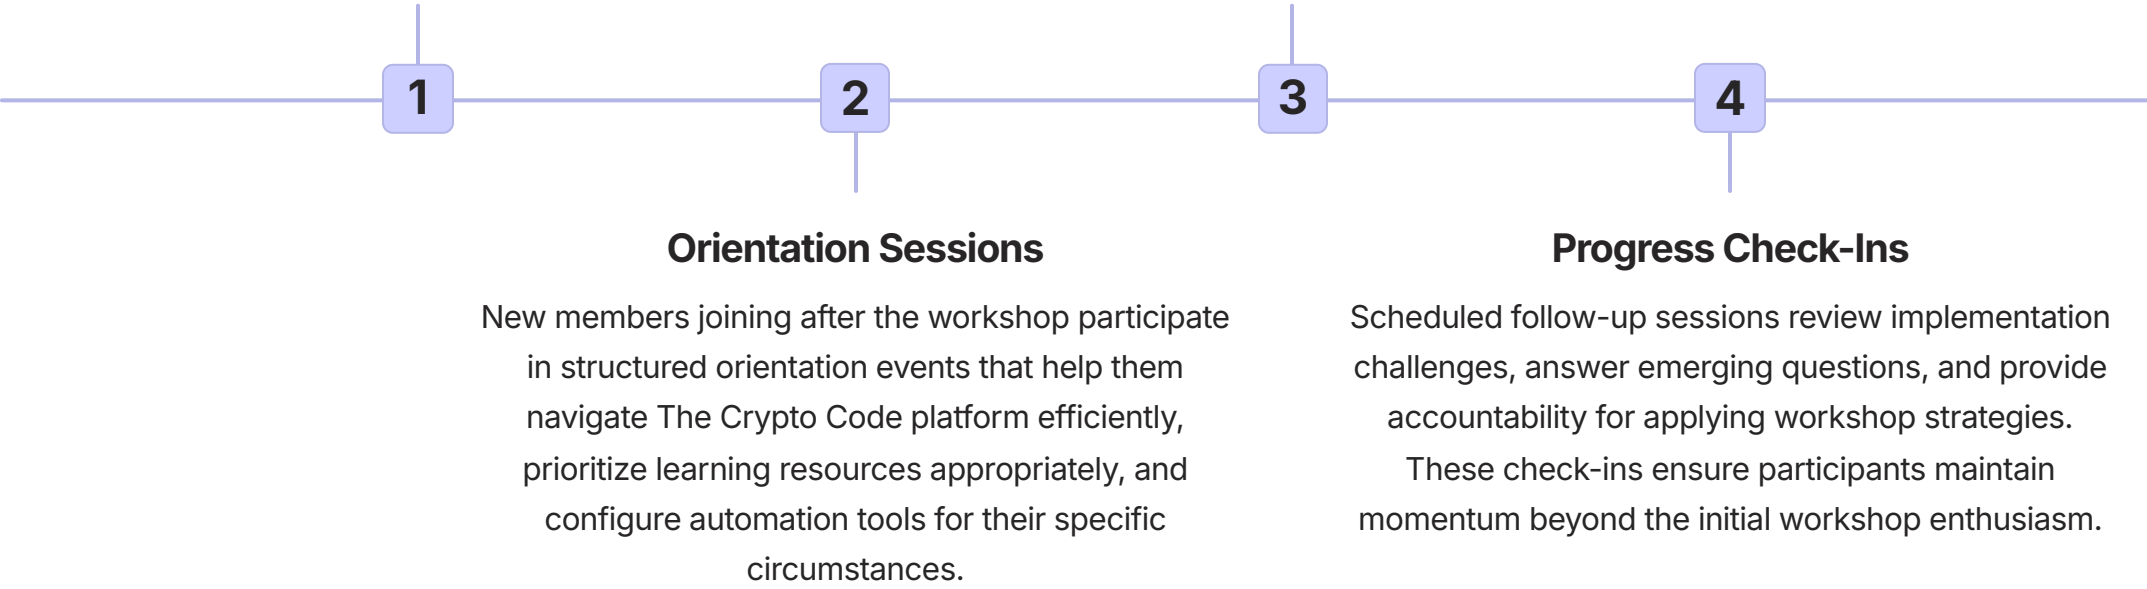 1
2
3
4
Orientation Sessions
New members joining after the workshop participate
in structured orientation events that help them
navigate The Crypto Code platform efficiently,
prioritize learning resources appropriately, and
configure automation tools for their specific
circumstances.
Progress Check-Ins
Scheduled follow-up sessions review implementation
challenges, answer emerging questions, and provide
accountability for applying workshop strategies.
These check-ins ensure participants maintain
momentum beyond the initial workshop enthusiasm.